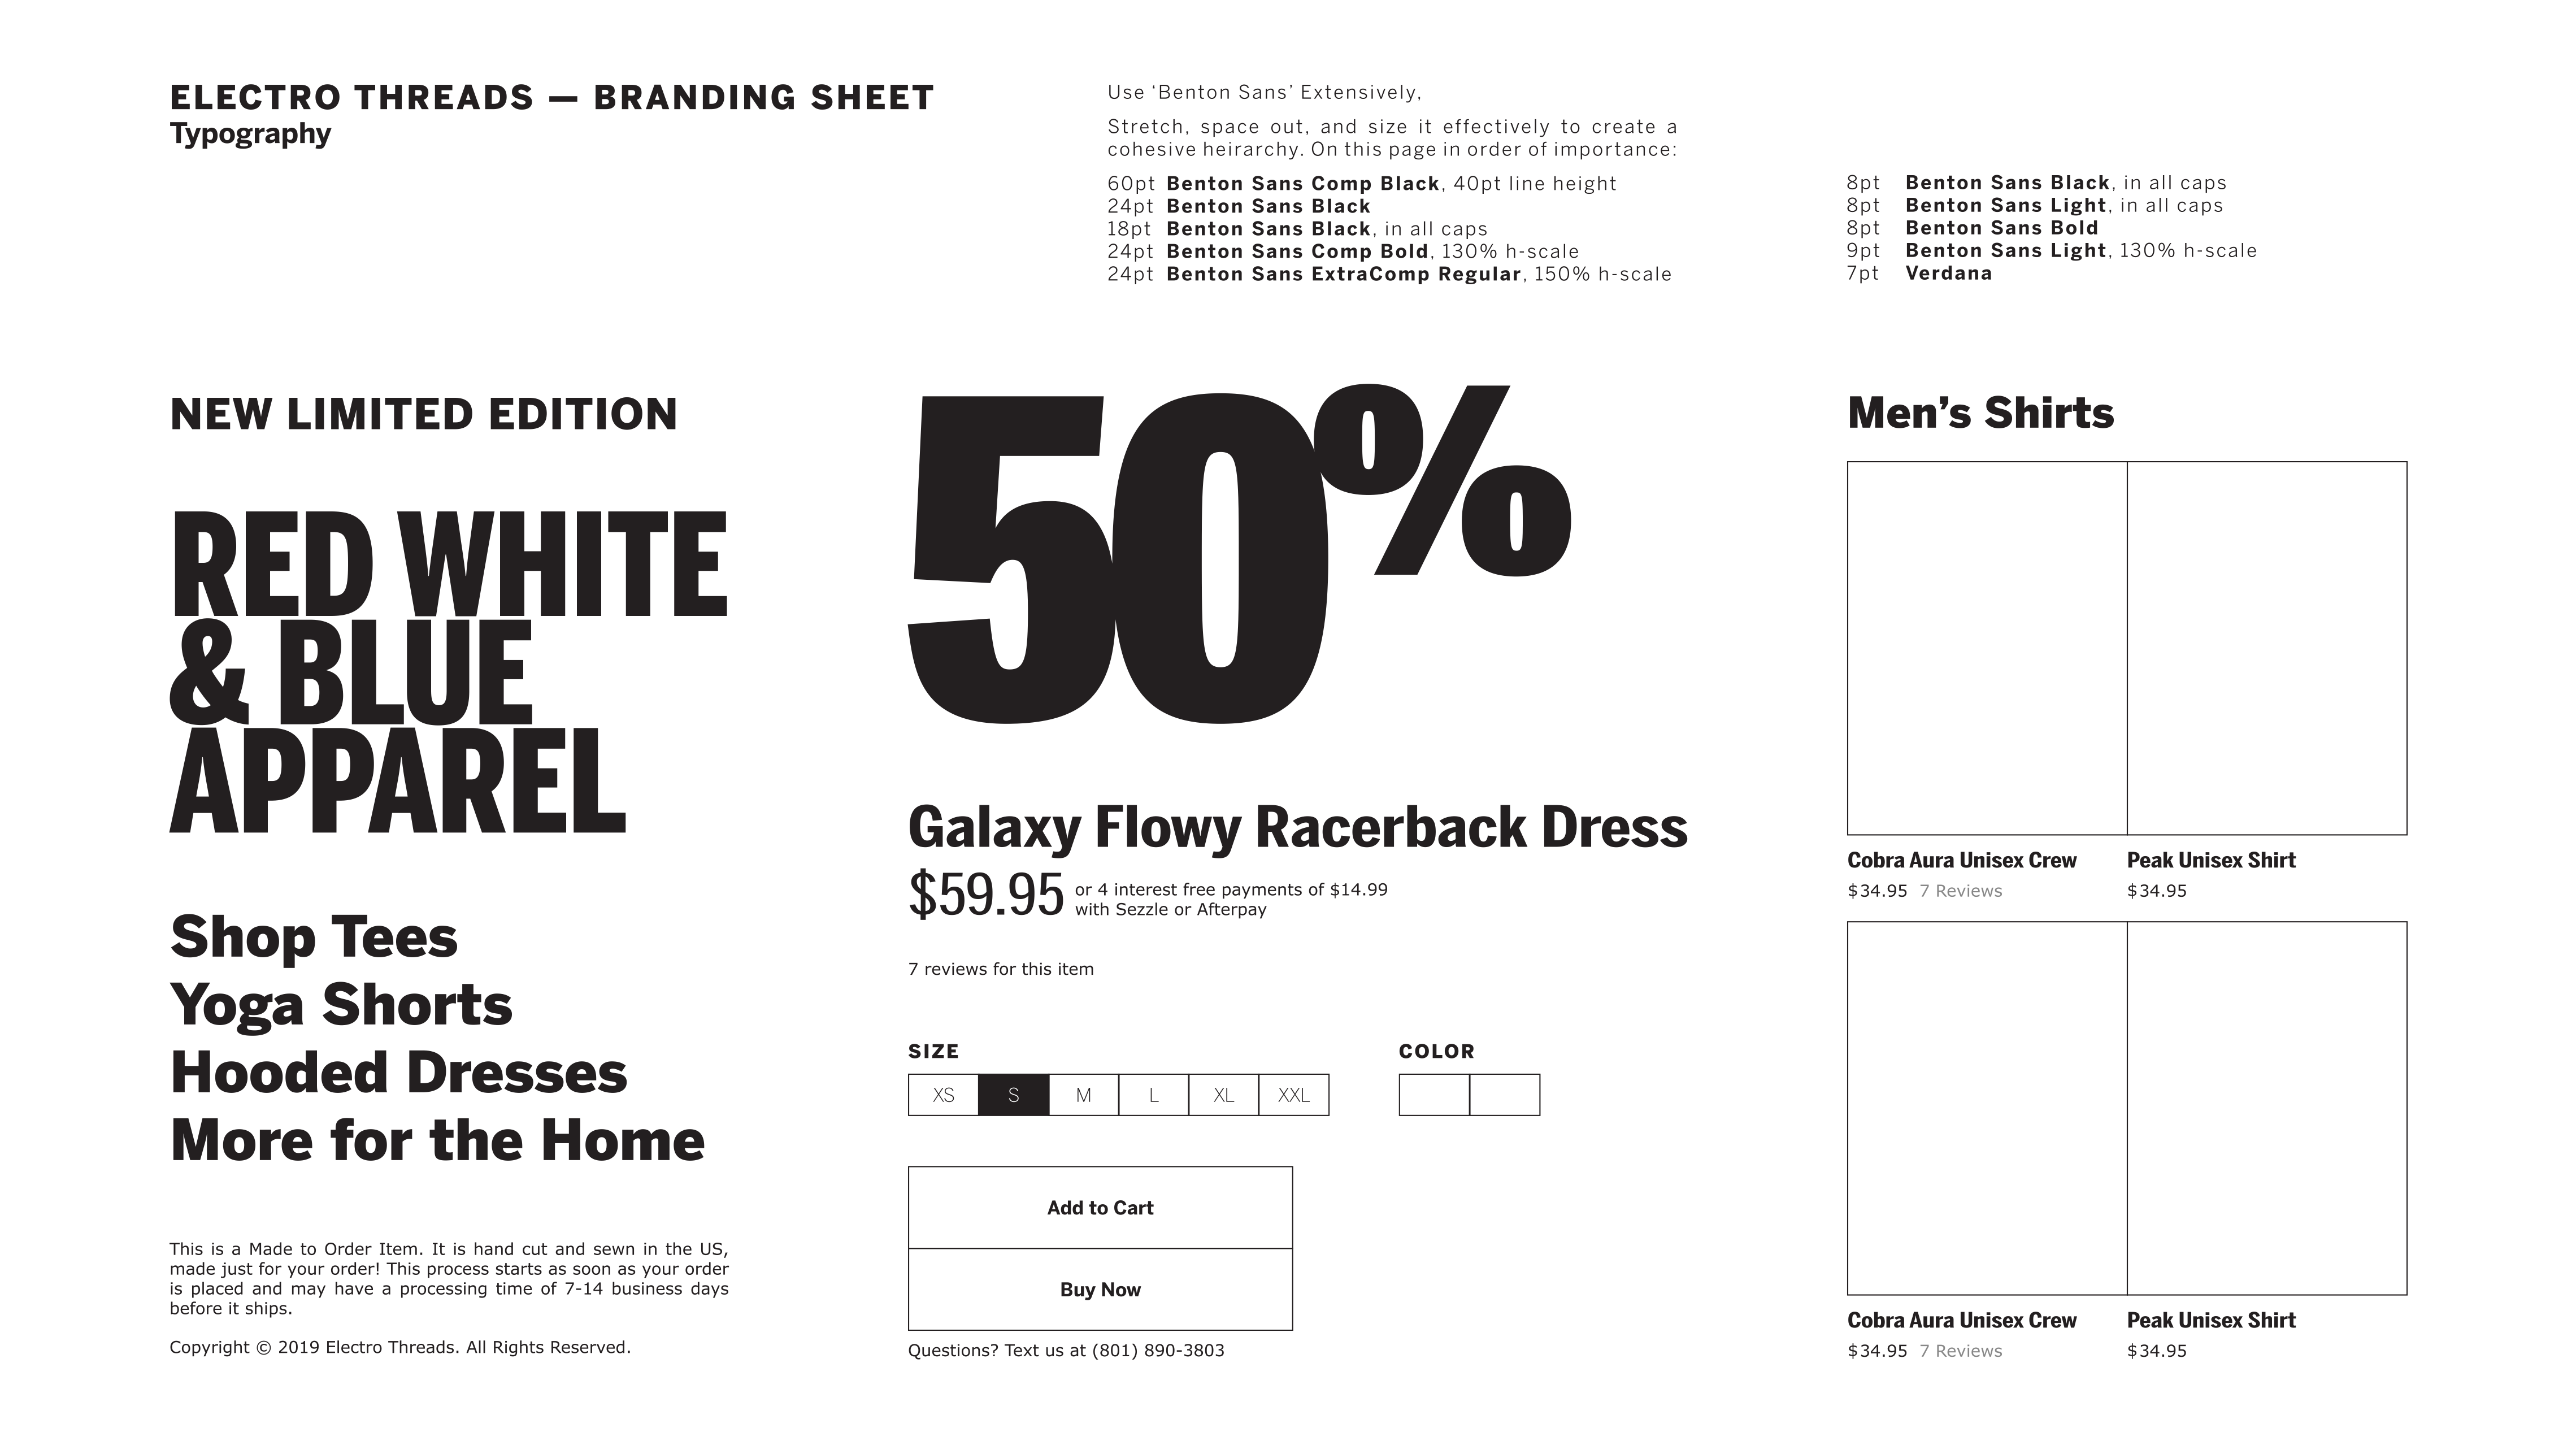 ELECTRO THREADS — BRANDING SHEET
Typography
Use ‘Benton Sans’ Extensively,
Stretch, space out, and size it effectively to create a
cohesive heirarchy. On this page in order of importance:
60pt Benton Sans Comp Black, 40pt line height
24pt Benton Sans Black
18pt Benton Sans Black, in all caps
24pt Benton Sans Comp Bold, 130% h-scale
24pt Benton Sans ExtraComp Regular, 150% h-scale
8pt Benton Sans Black, in all caps
8pt Benton Sans Light, in all caps
8pt Benton Sans Bold
9pt Benton Sans Light, 130% h-scale
7pt Verdana
NEW LIMITED EDITION
RED WHITE
& BLUE
APPAREL
Shop Tees
Yoga Shorts
Hooded Dresses
More for the Home
This is a Made to Order Item. It is hand cut and sewn in the US,
made just for your order! This process starts as soon as your order
is placed and may have a processing time of 7-14 business days
before it ships.
Copyright © 2019 Electro Threads. All Rights Reserved.
50%
Galaxy Flowy Racerback Dress
$59.95 or 4 interest free payments of $14.99
with Sezzle or Afterpay
7 reviews for this item
SIZE COLOR
XS S M L XL XXL
Add to Cart
Buy Now
Questions? Text us at (801) 890-3803
Men’s Shirts
Cobra Aura Unisex Crew Peak Unisex Shirt
$34.95 7 Reviews $34.95
Cobra Aura Unisex Crew Peak Unisex Shirt
$34.95 7 Reviews $34.95